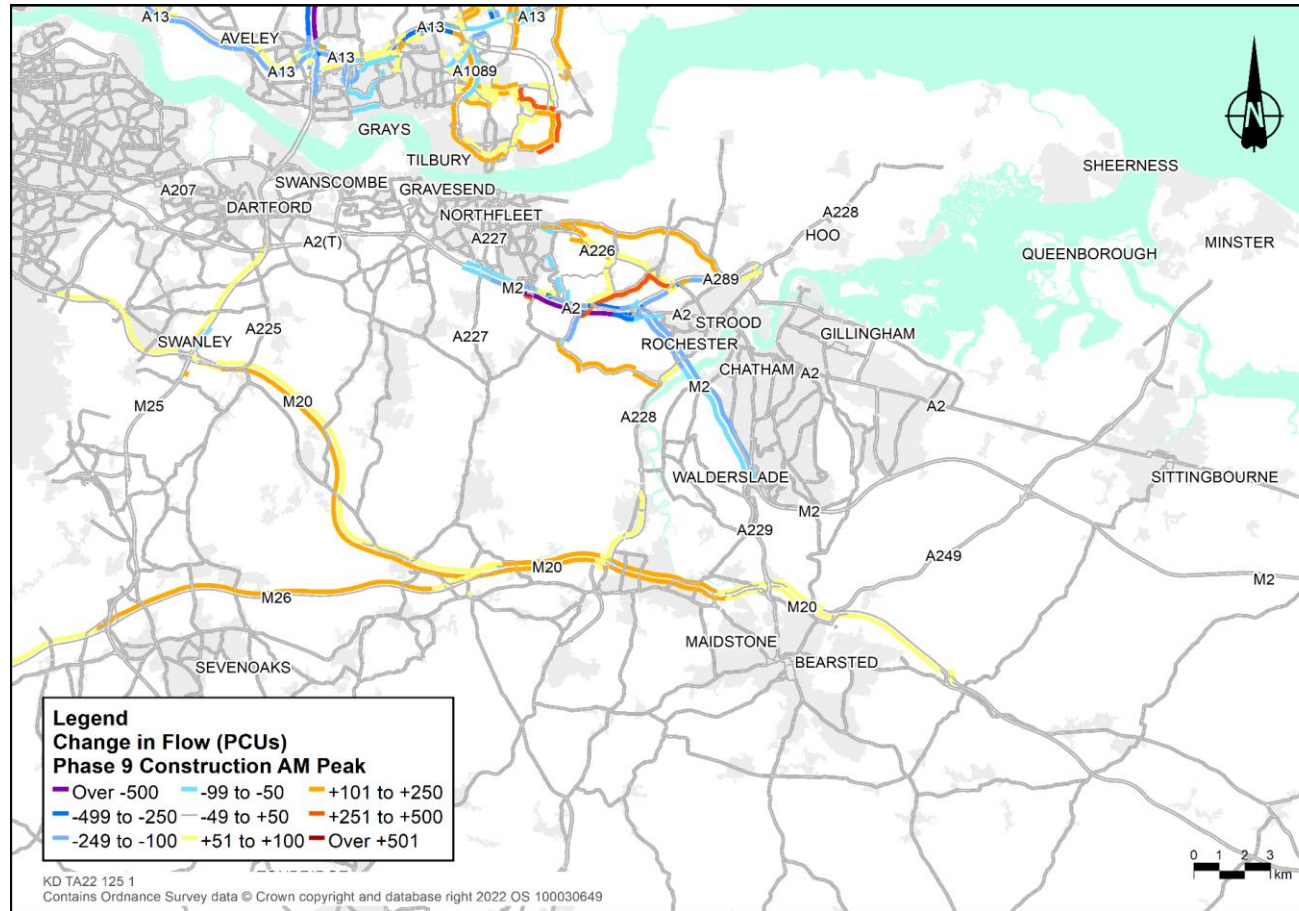 A13
A13
AVELEY
A13
A13
A13
A1089
N
GRAYS
TILBURY
SHEERNESS
SWANSCOMBE
GRAVESEND
A207
DARTFORD
NORTHFLEET
A228
HOO
MINSTER
A2(T)
A227
A226
QUEENBOROUGH
A289
M2
A2
A2
STROOD
GILLINGHAM
SWANLEY
A225
A227
ROCHESTER
CHATHAM
A2
M2
M25
M20
A228
A2
WALDERSLADE
SITTINGBOURNE
M2
A229
A249
M20
M2
M26
M20
MAIDSTONE
BEARSTED
SEVENOAKS
Legend
Change in Flow (PCUs)
Phase 9 Construction AM Peak
Over -500 -99 to -50 +101 to +250
-499 to -250 -49 to +50 +251 to +500
-249 to -100 +51 to +100 Over +501
0 1 2 3
km
KD TA22 125 1
Contains Ordnance Survey data © Crown copyright and database right 2022 OS 100030649